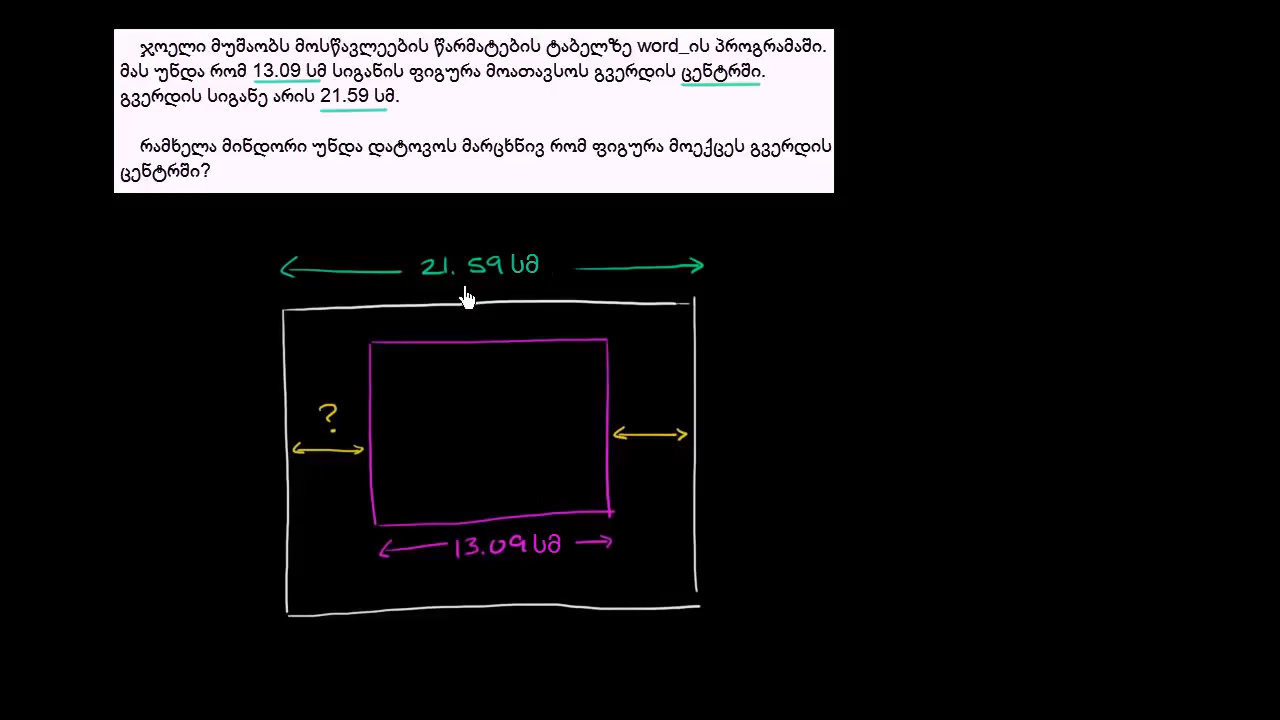 ჯოელი მუშაობს მოსწავლეების წარმატების ტაბელზე word_ის პროგრამაში.
მას უნდა რომ 13.09 სმ სიგანის ფიგურა მოათავსოს გვერდის ცენტრში.
გვერდის სიგანე არის 21.59 სმ.
რამხელა მინდორი უნდა დატოვოს მარცხნივ რომ ფიგურა მოექცეს გვერდის
ცენტრში?
21.59 სმ
?
13.09 სმ